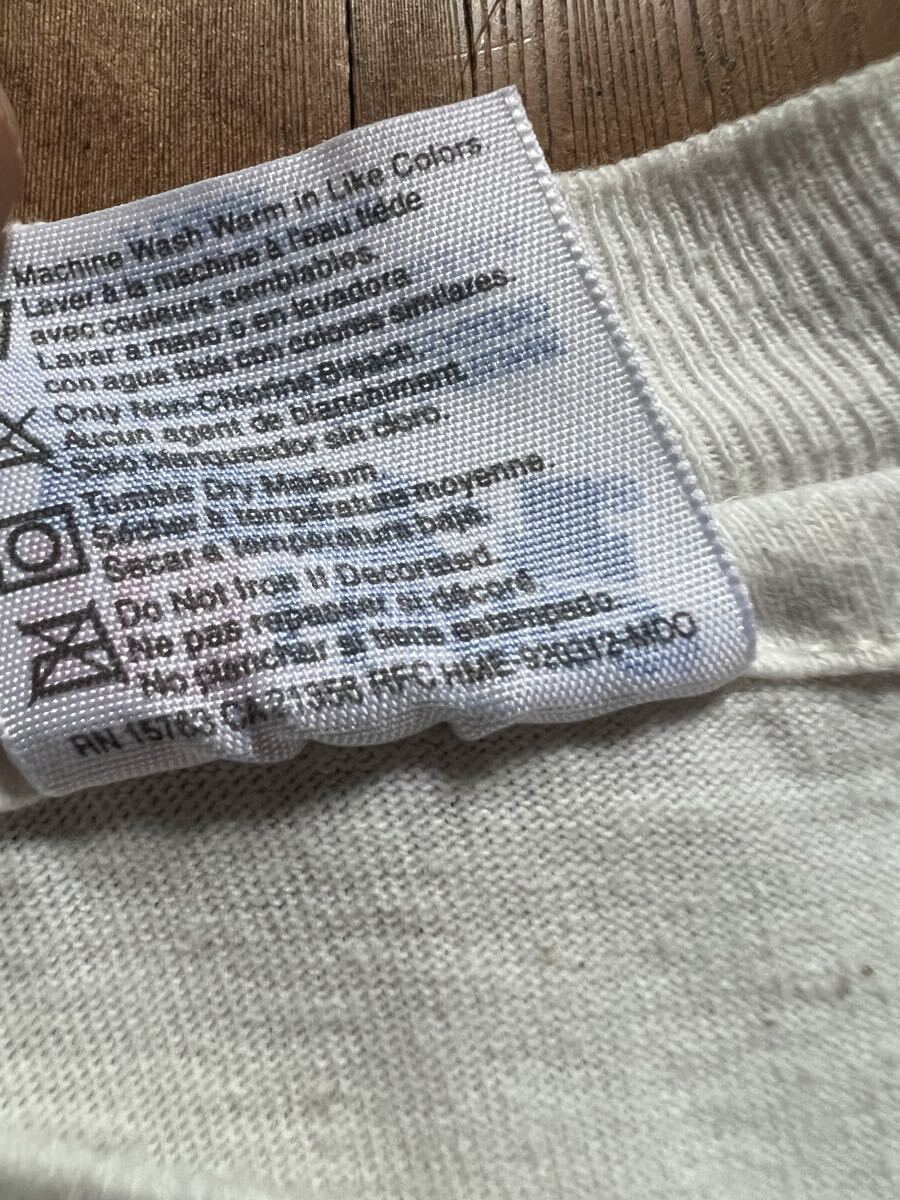 Machine Wash Warm in Like Colors
Laver à la machine à l'eau tiède
avec couleurs semblables.
Lavar a mano o en lavadora
con agua tibia con colores similares
Only Non-Chlorine Bleach.
Aucun agent de blanchiment
Solo blanqueador sin cloro.
Tumble Dry Medium
Sécher à température moyenne.
Secar a temperatura baja
Do Not Iron If Decorated.
Ne pas repasser si décoré
No planchar si tiene estampado.
RN 15763 CA 21356 RFC HME-920312-MDO